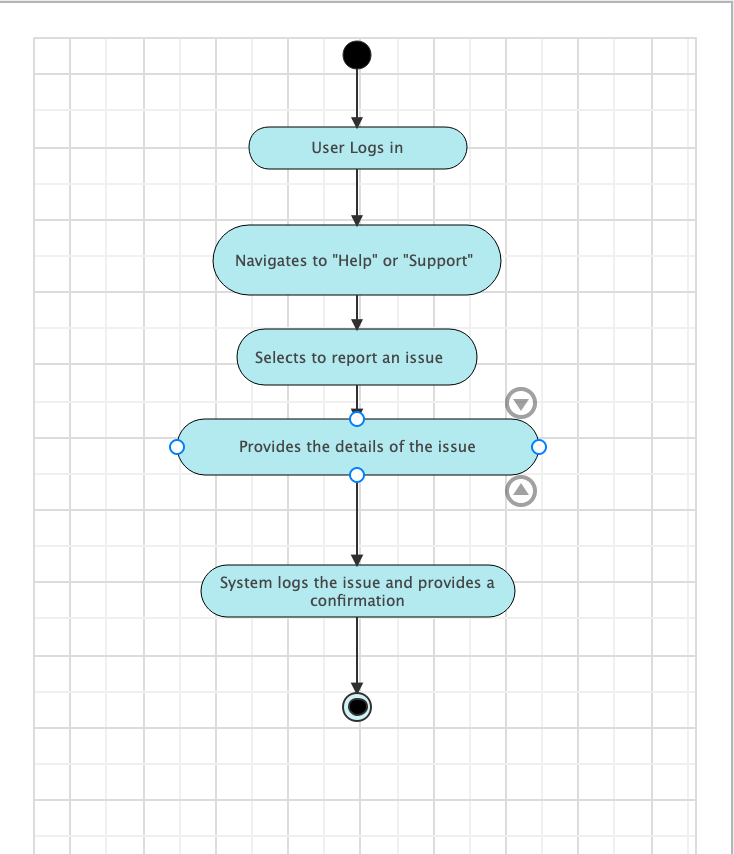 User Logs in
Navigates to "Help" or "Support"
Selects to report an issue
Provides the details of the issue
System logs the issue and provides a
confirmation